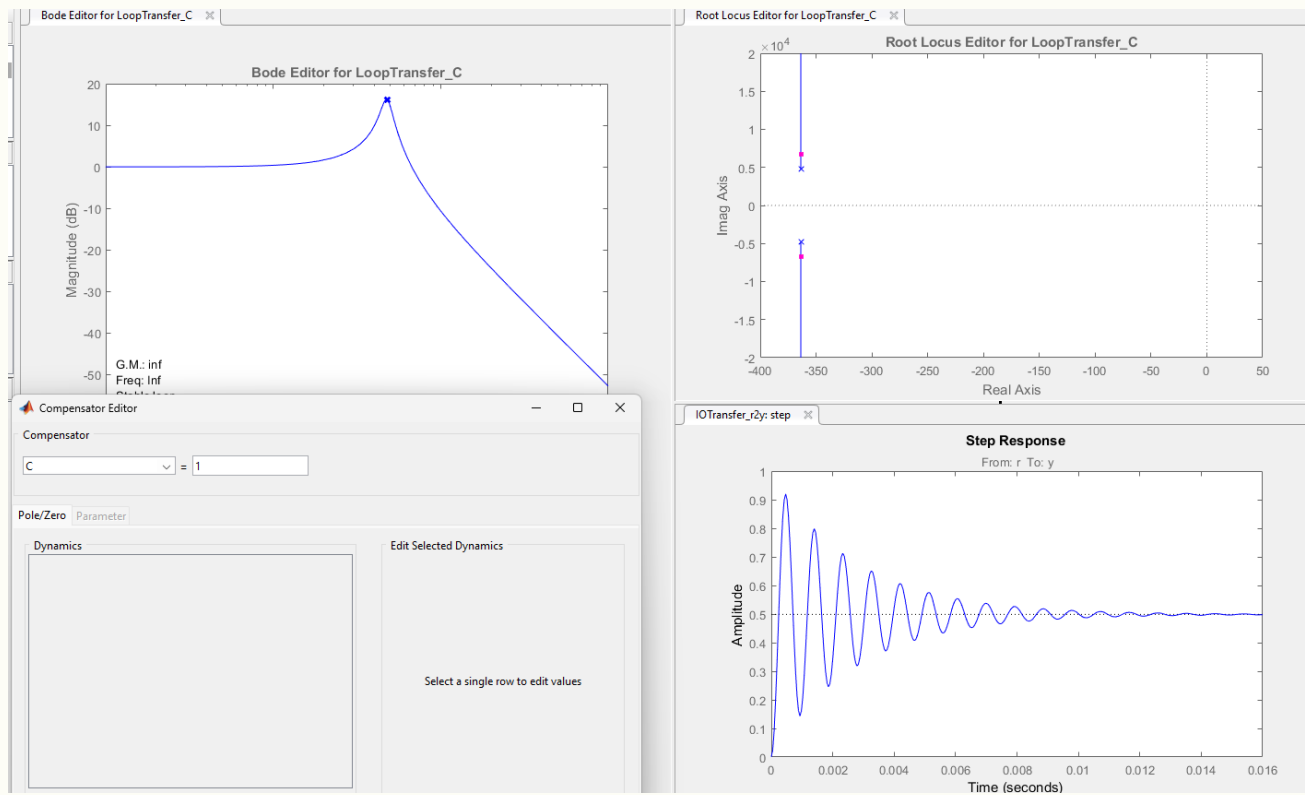 Bode Editor for LoopTransfer_C
Bode Editor for LoopTransfer_C
20
10
0
-10
-20
-30
-40
-50
Magnitude (dB)
G.M.: inf
Freq: Inf
Root Locus Editor for LoopTransfer_C
Root Locus Editor for LoopTransfer_C
×10^4
2
1.5
1
0.5
0
-0.5
-1
-1.5
-2
Imag Axis
-400 -350 -300 -250 -200 -150 -100 -50 0 50
Real Axis
Compensator Editor
Compensator
C = 1
Pole/Zero Parameter
Dynamics
Edit Selected Dynamics
Select a single row to edit values
IOTransfer_r2y: step
Step Response
From: r To: y
1
0.9
0.8
0.7
0.6
0.5
0.4
0.3
0.2
0.1
0
Amplitude
0 0.002 0.004 0.006 0.008 0.01 0.012 0.014 0.016
Time (seconds)